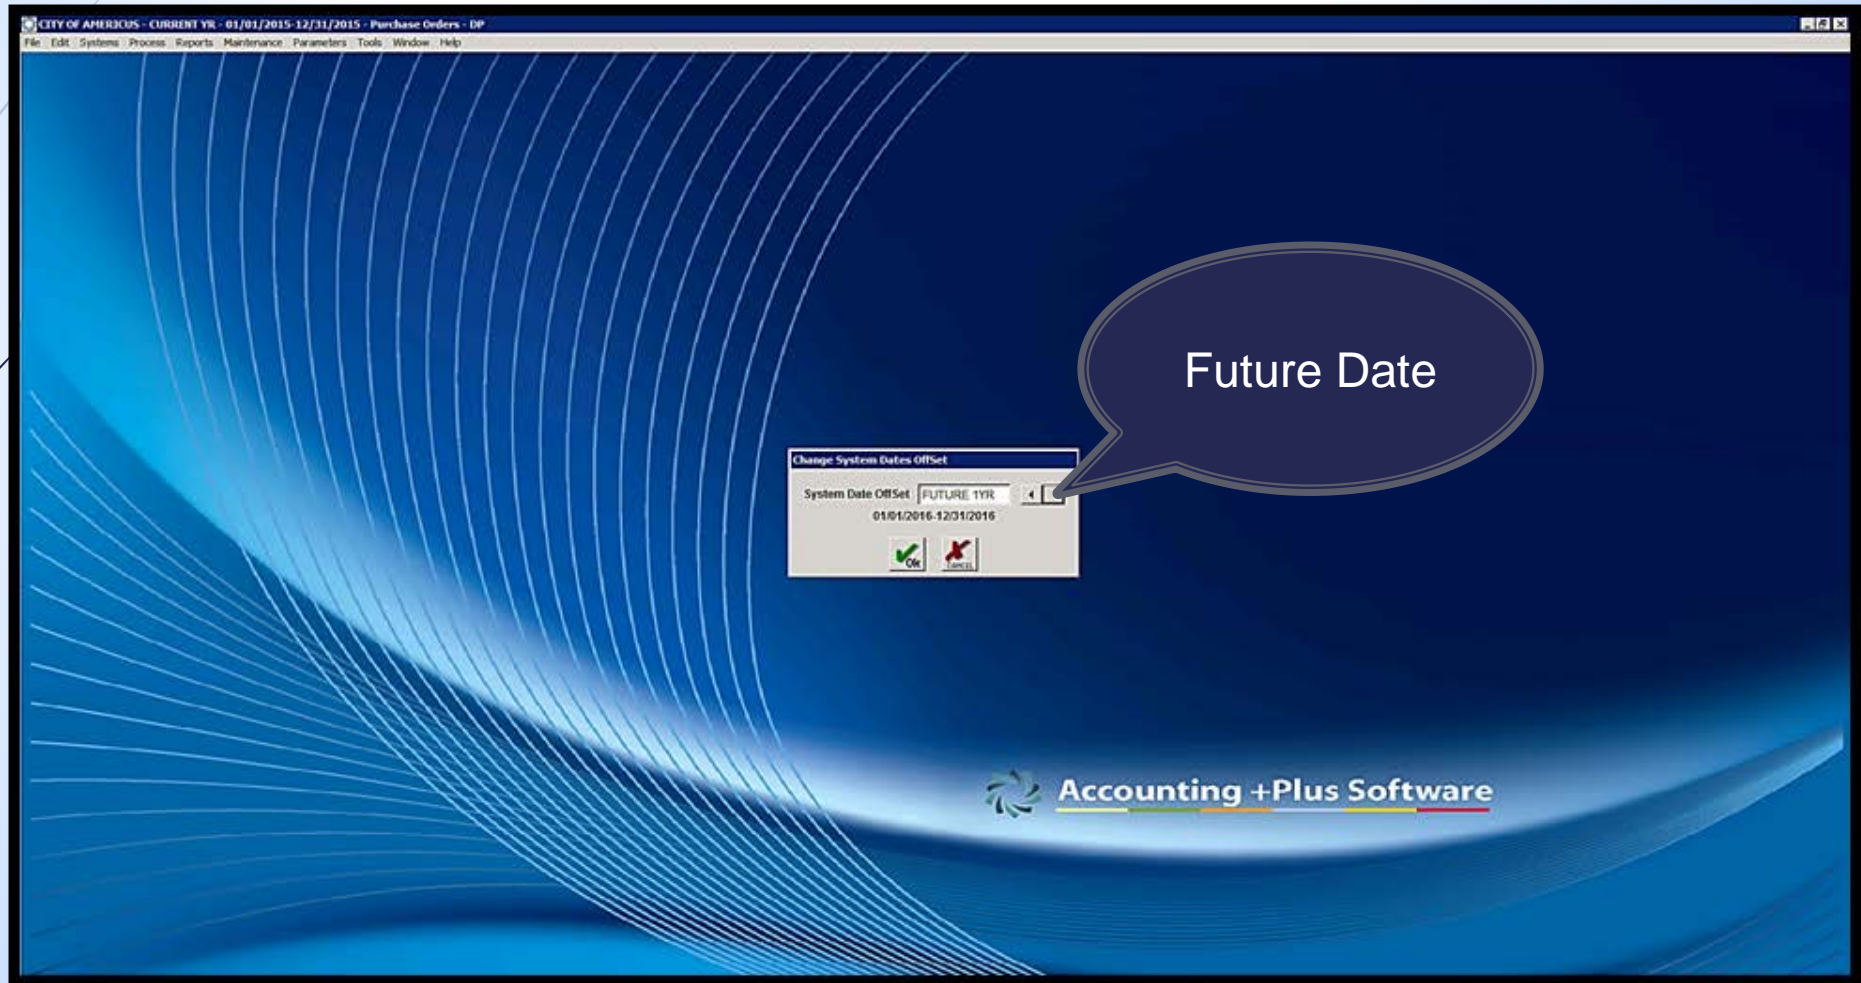 CITY OF AMERICUS - CURRENT YR - 01/01/2015-12/31/2015 - Purchase Orders - DP
File Edit Systems Process Reports Maintenance Parameters Tools Window Help
Future Date
Change System Dates OffSet
System Date OffSet FUTURE 1YR
01/01/2016-12/31/2016
Ok CANCEL
Accounting +Plus Software